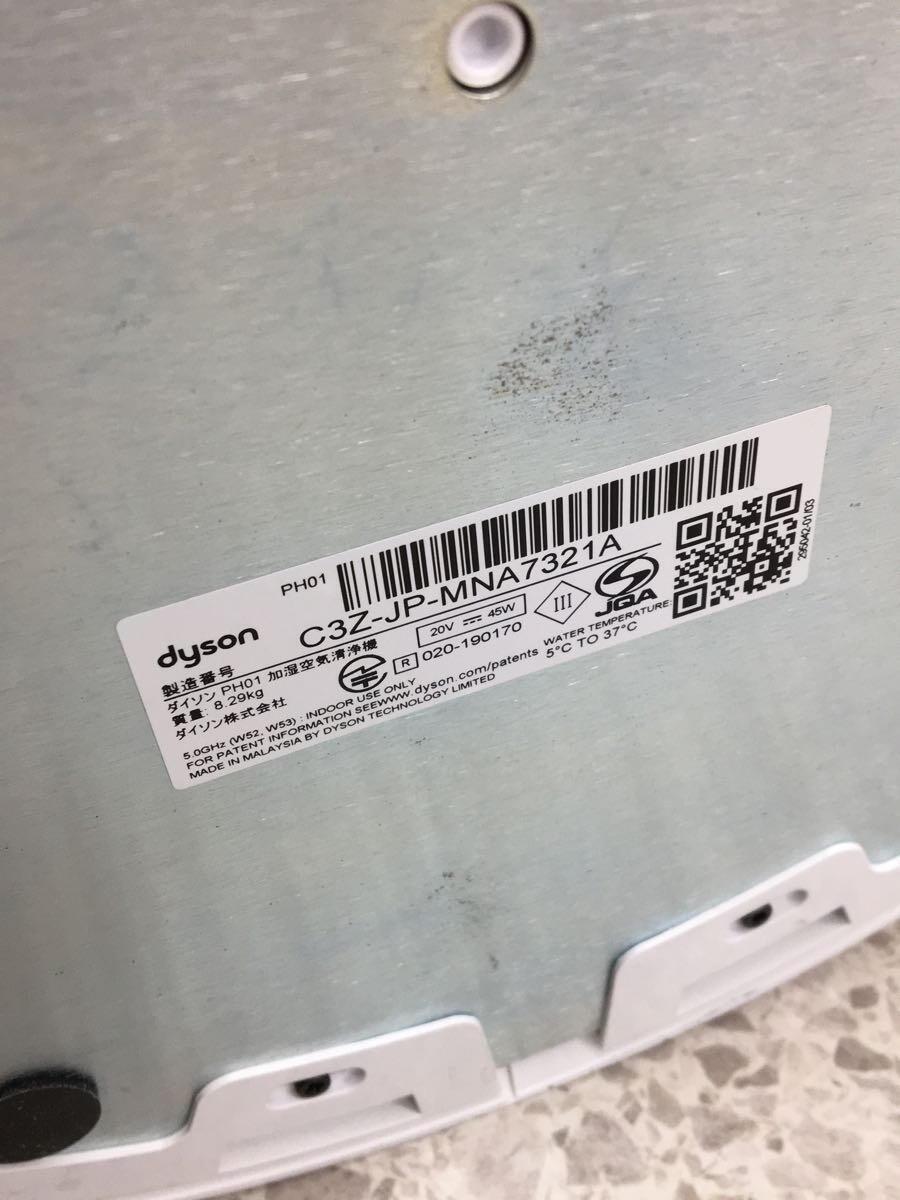 PH01
C3Z-JP-MNA7321A
dyson
製造番号
ダイソン PH01 加湿空気清浄機
質量: 8.29kg
ダイソン株式会社
20V ⎓ 45W
R 020-190170
III
JQA
WATER TEMPERATURE:
5°C TO 37°C
5.0GHz (W52, W53) : INDOOR USE ONLY
FOR PATENT INFORMATION SEEwww.dyson.com/patents
MADE IN MALAYSIA BY DYSON TECHNOLOGY LIMITED
295042-01/03